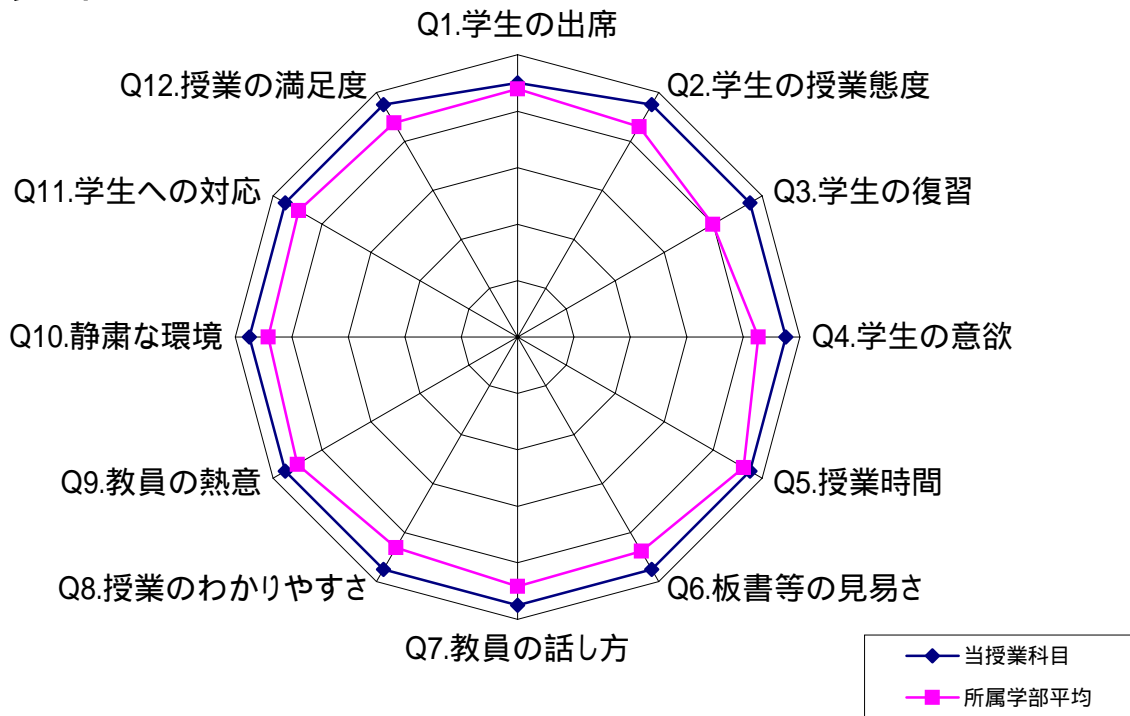 Q1.学生の出席
Q2.学生の授業態度
Q3.学生の復習
Q4.学生の意欲
Q5.授業時間
Q6.板書等の見易さ
Q7.教員の話し方
Q8.授業のわかりやすさ
Q9.教員の熱意
Q10.静粛な環境
Q11.学生への対応
Q12.授業の満足度
当授業科目
所属学部平均